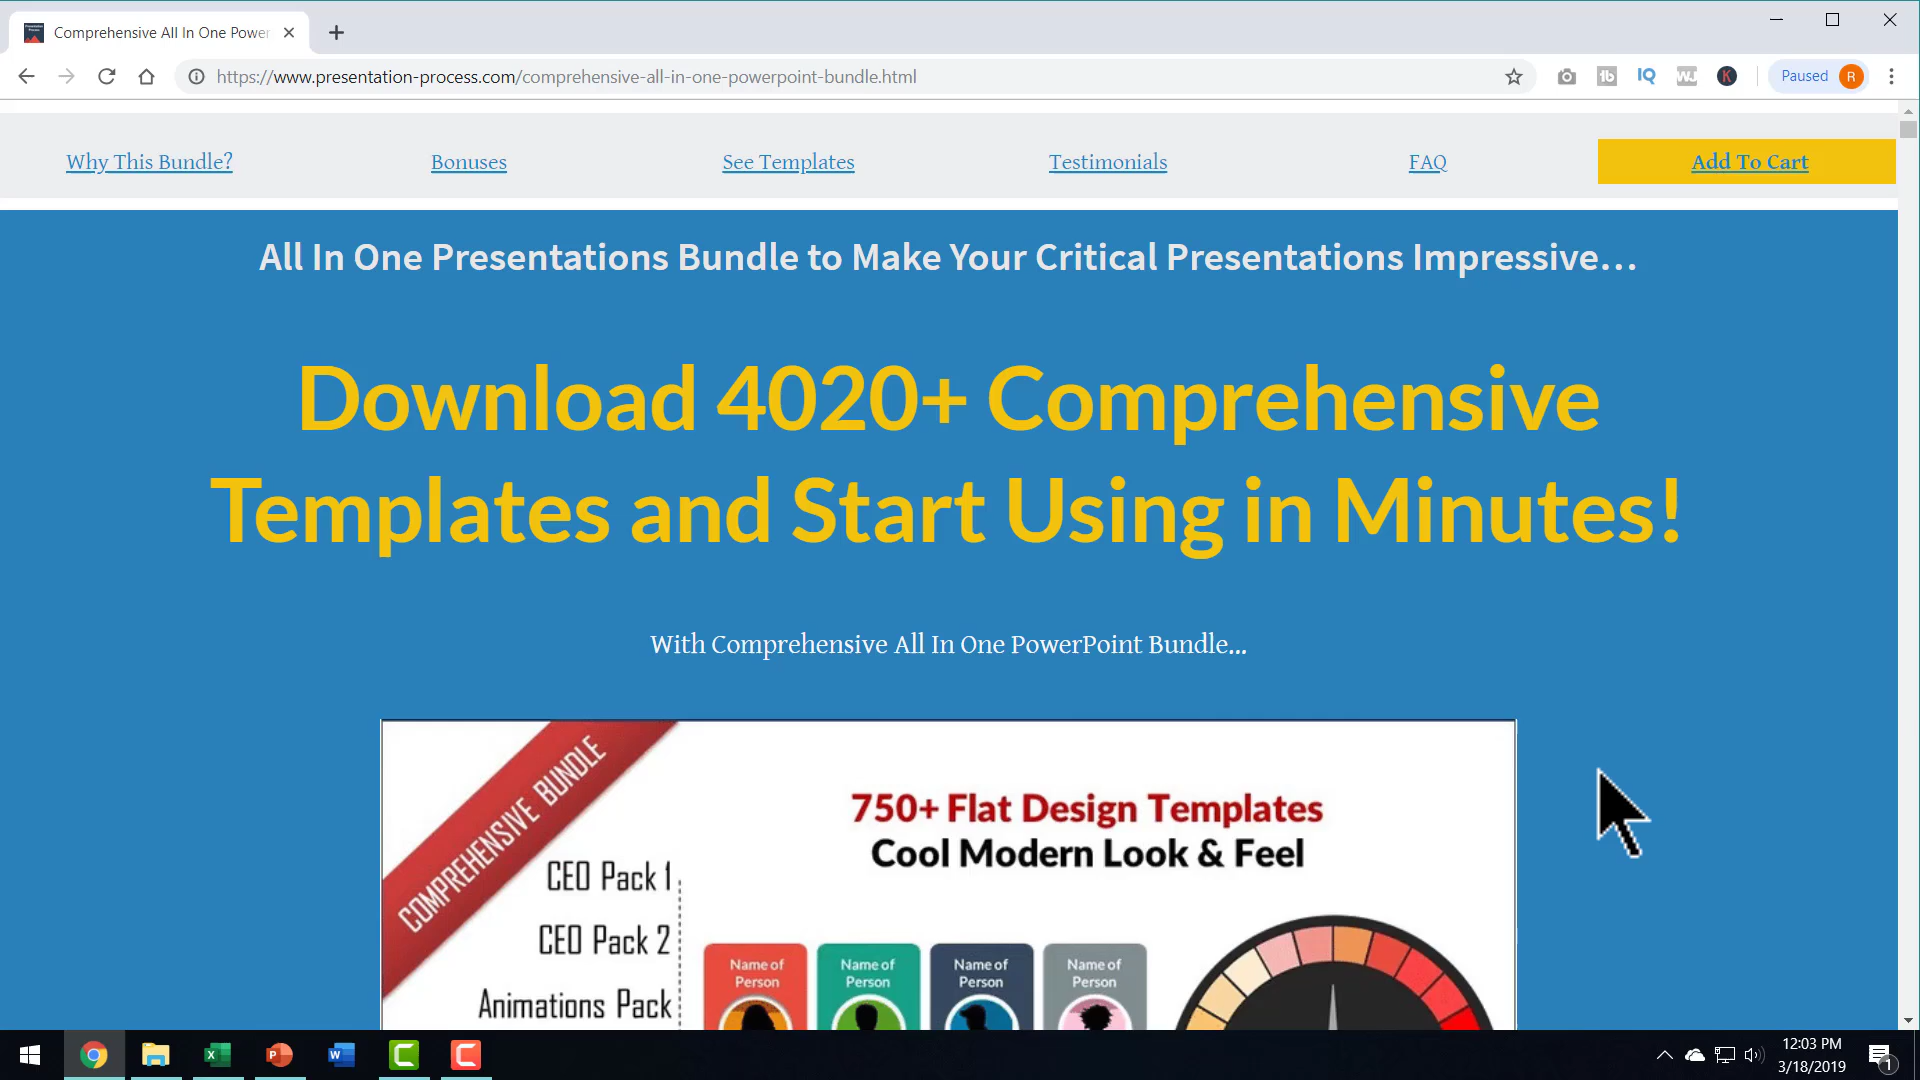 Comprehensive All In One Power
https://www.presentation-process.com/comprehensive-all-in-one-powerpoint-bundle.html
Paused R
Why This Bundle? Bonuses See Templates Testimonials FAQ Add To Cart
All In One Presentations Bundle to Make Your Critical Presentations Impressive...
Download 4020+ Comprehensive
Templates and Start Using in Minutes!
With Comprehensive All In One PowerPoint Bundle...
COMPREHENSIVE BUNDLE
750+ Flat Design Templates
Cool Modern Look & Feel
CEO Pack 1
CEO Pack 2
Animations Pack
Name of
Person
Name of
Person
Name of
Person
Name of
Person
12:03 PM
3/18/2019
1